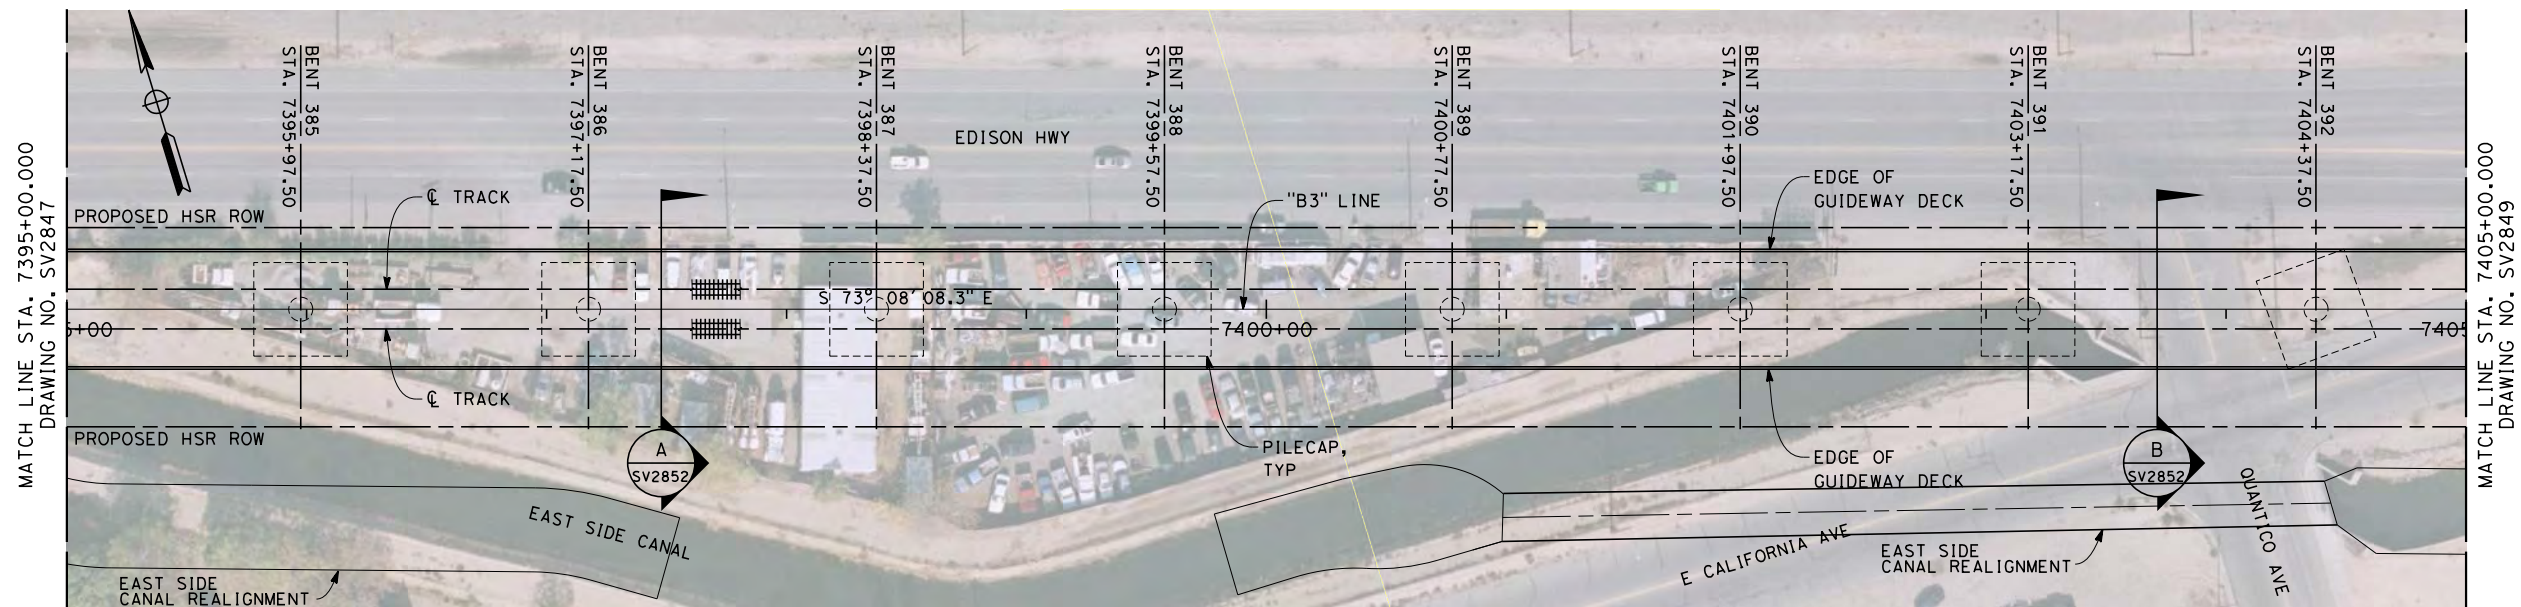 MATCH LINE STA. 7395+00.000
DRAWING NO. SV2847
BENT 385
STA. 7395+97.50
BENT 386
STA. 7397+17.50
BENT 387
STA. 7398+37.50
BENT 388
STA. 7399+57.50
BENT 389
STA. 7400+77.50
BENT 390
STA. 7401+97.50
BENT 391
STA. 7403+17.50
BENT 392
STA. 7404+37.50
EDISON HWY
PROPOSED HSR ROW
℄ TRACK
"B3" LINE
EDGE OF
GUIDEWAY DECK
S 73° 08' 08.3" E
5+00
7400+00
7405
℄ TRACK
PROPOSED HSR ROW
A
SV2852
PILECAP,
TYP
EDGE OF
GUIDEWAY DECK
B
SV2852
EAST SIDE CANAL
E CALIFORNIA AVE
QUANTICO AVE
EAST SIDE
CANAL REALIGNMENT
EAST SIDE
CANAL REALIGNMENT
MATCH LINE STA. 7405+00.000
DRAWING NO. SV2849